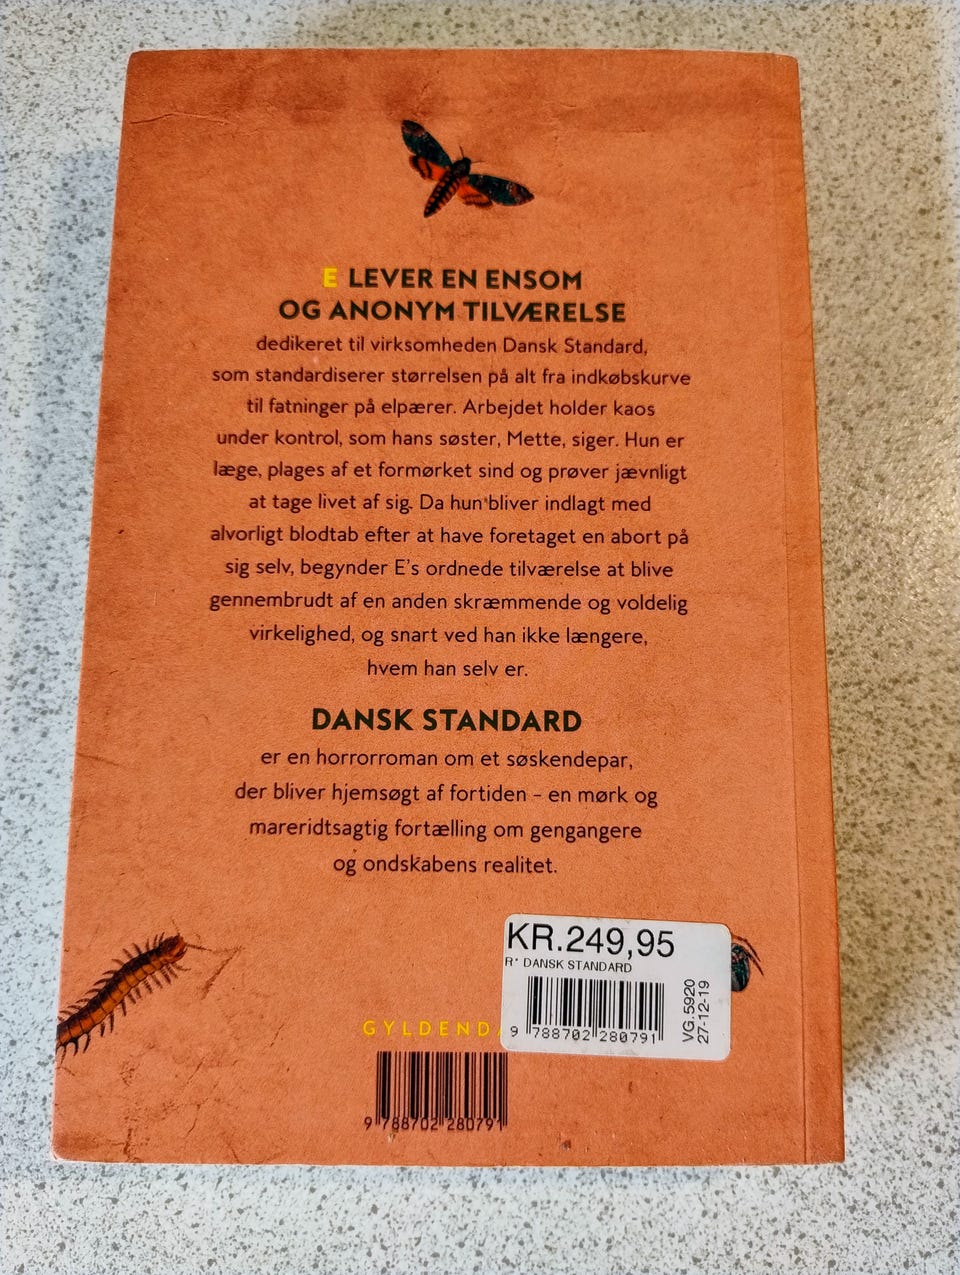 E LEVER EN ENSOM
OG ANONYM TILVÆRELSE
dedikeret til virksomheden Dansk Standard,
som standardiserer størrelsen på alt fra indkøbskurve
til fatninger på elpærer. Arbejdet holder kaos
under kontrol, som hans søster, Mette, siger. Hun er
læge, plages af et formørket sind og prøver jævnligt
at tage livet af sig. Da hun bliver indlagt med
alvorligt blodtab efter at have foretaget en abort på
sig selv, begynder E's ordnede tilværelse at blive
gennembrudt af en anden skræmmende og voldelig
virkelighed, og snart ved han ikke længere,
hvem han selv er.
DANSK STANDARD
er en horrorroman om et søskendepar,
der bliver hjemsøgt af fortiden – en mørk og
mareridtsagtig fortælling om gengangere
og ondskabens realitet.
KR.249,95
R* DANSK STANDARD
9 788702 280791
VG.5920
27-12-19
GYLDENDA
9 788702 280791